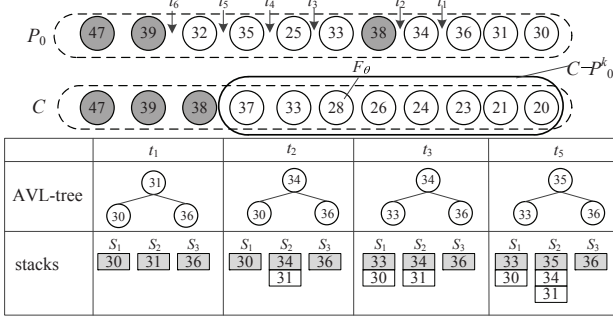 t6 t5 t4 t3 t2 t1
P0 47 39 32 35 25 33 38 34 36 31 30
Fθ C−P^k_0
C 47 39 38 37 33 28 26 24 23 21 20
t1 t2 t3 t5
31 34 34 35
AVL-tree
30 36 30 36 33 36 33 36
S1 S2 S3 S1 S2 S3 S1 S2 S3 S1 S2 S3
stacks 30 31 36 30 34 36 33 34 36 33 35 36
31 30 31 30 34
31